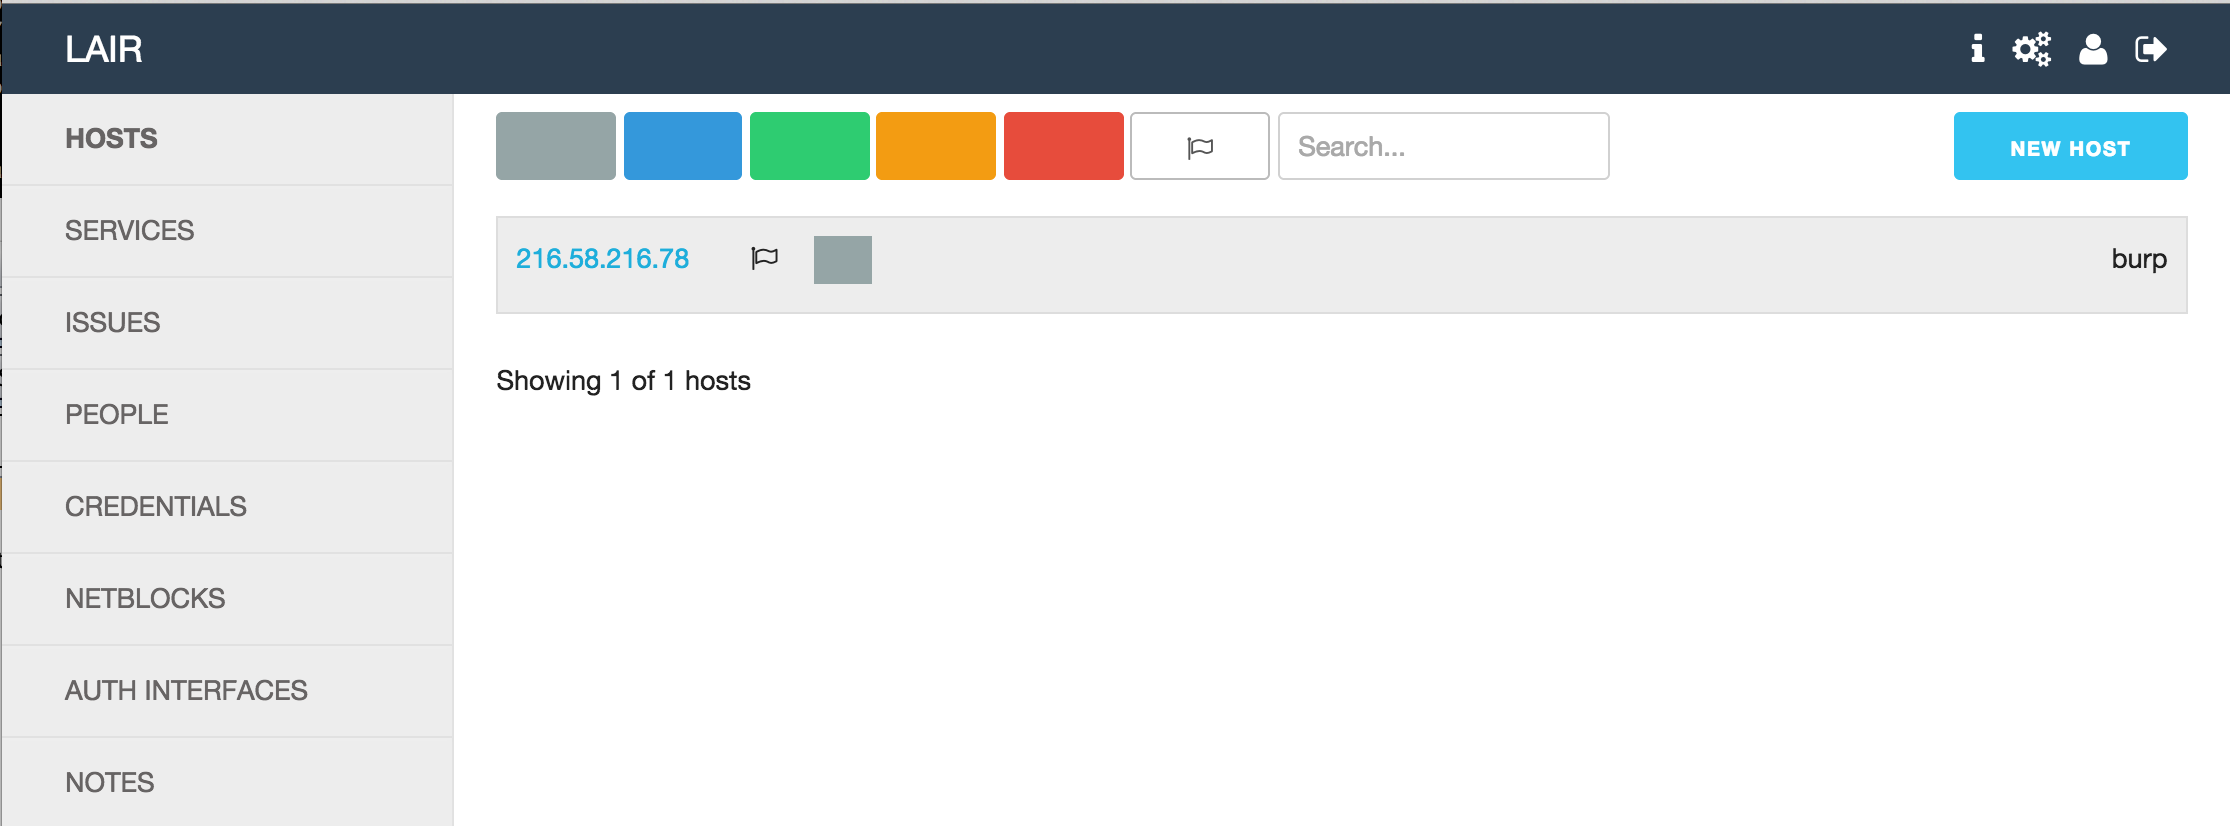 LAIR
HOSTS
SERVICES
ISSUES
PEOPLE
CREDENTIALS
NETBLOCKS
AUTH INTERFACES
NOTES
Search...
NEW HOST
216.58.216.78
burp
Showing 1 of 1 hosts